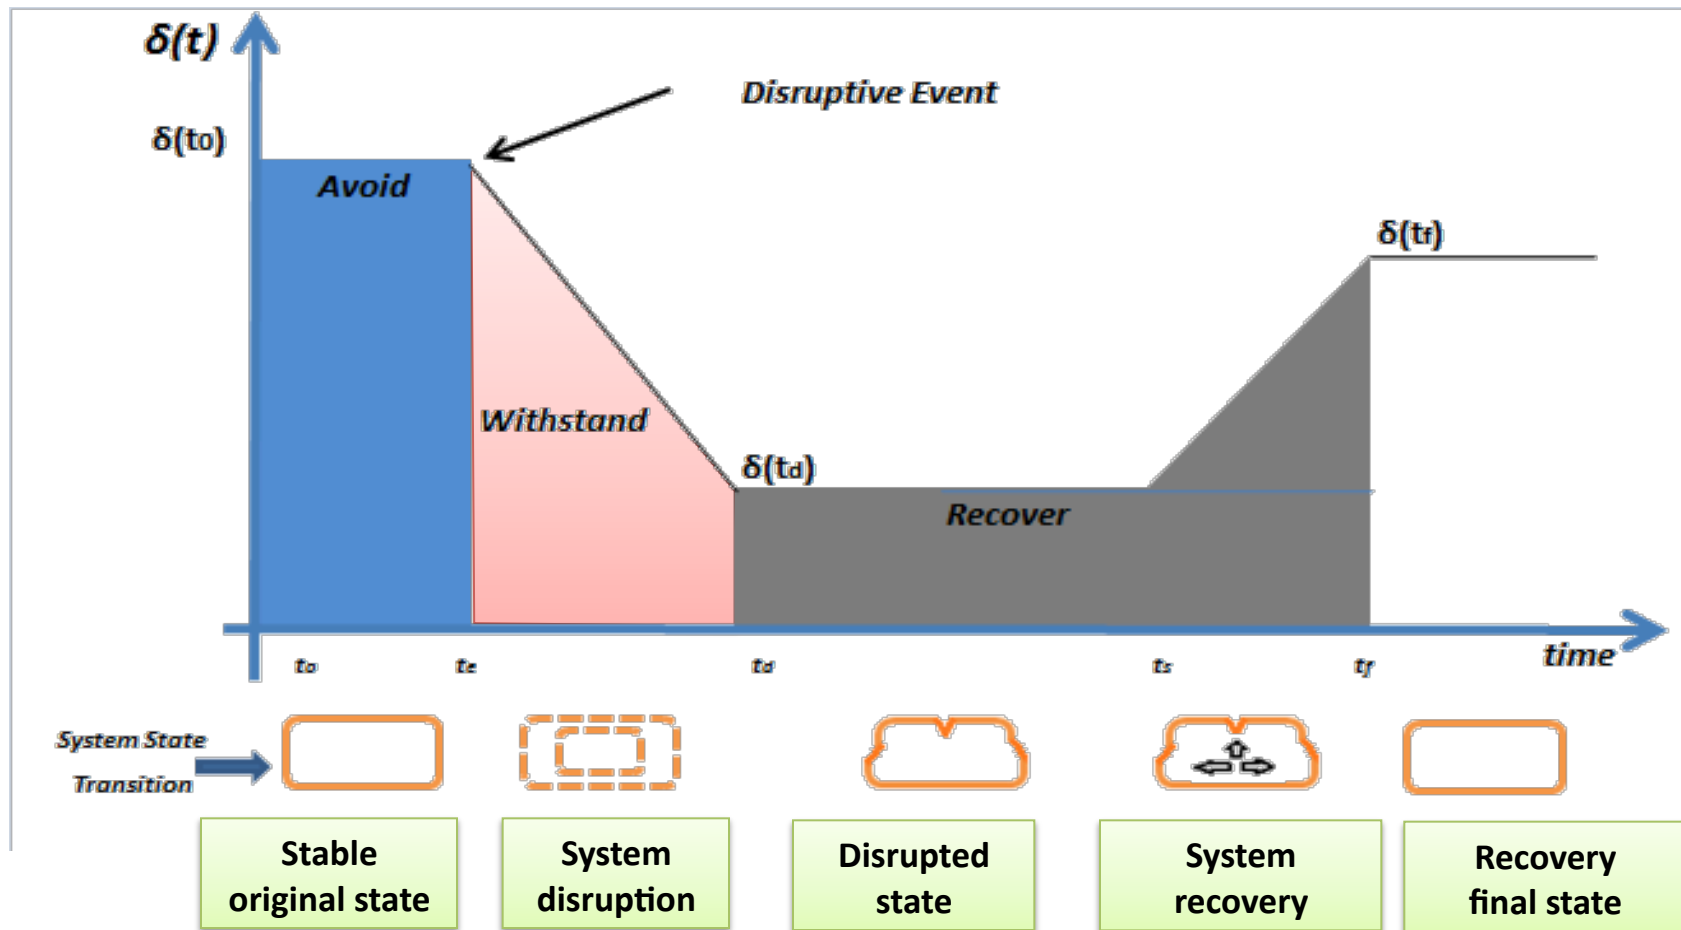 δ(t)
Disruptive Event
δ(t0)
Avoid
δ(tf)
Withstand
δ(td)
Recover
to
te
td
ts
tf
time
System State
Transition
Stable
original state
System
disruption
Disrupted
state
System
recovery
Recovery
final state